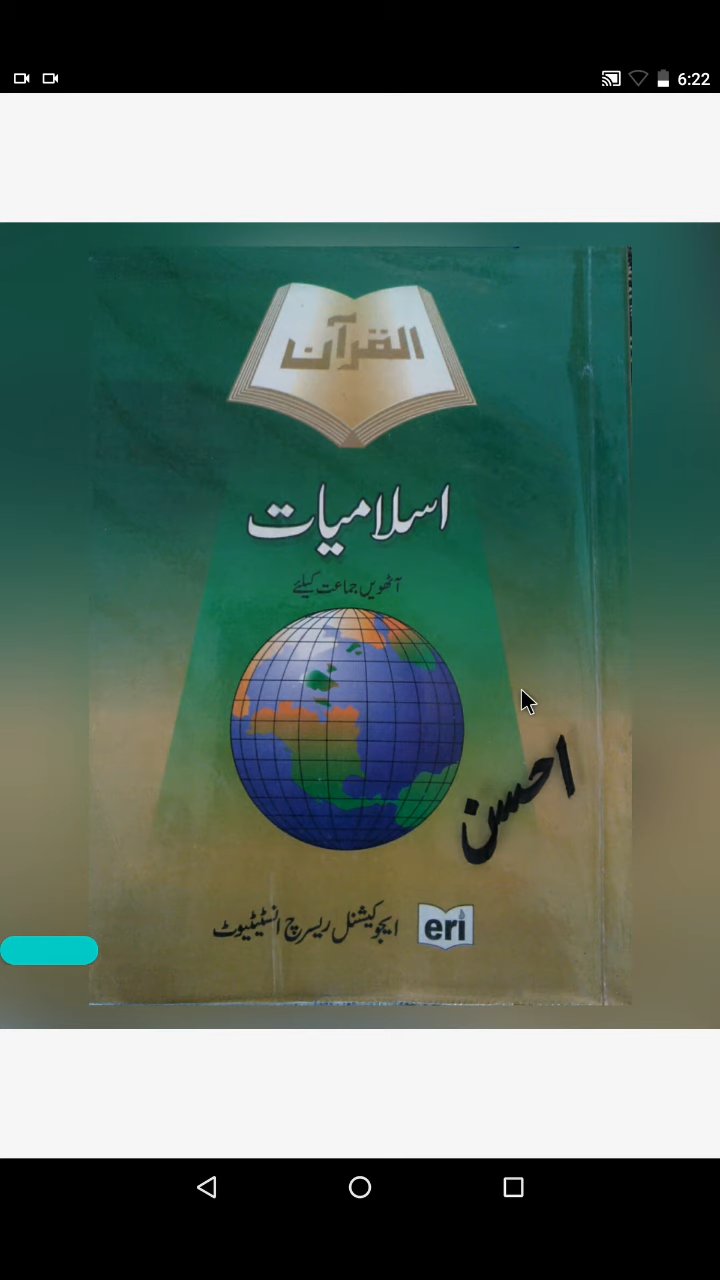 6:22
القرآن
اسلامیات
آٹھویں جماعت کیلئے
احسن
ایجوکیشنل ریسرچ انسٹیٹیوٹ
eri